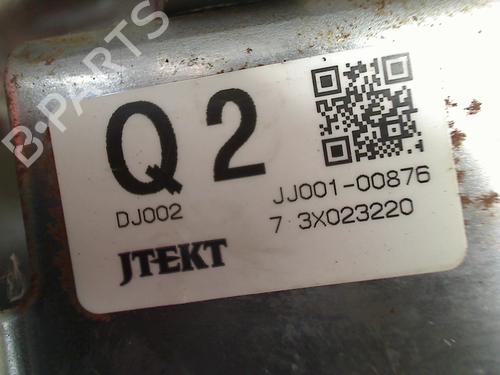 B-PARTS
Q2
DJ002
JJ001-00876
7 3X023220
JTEKT